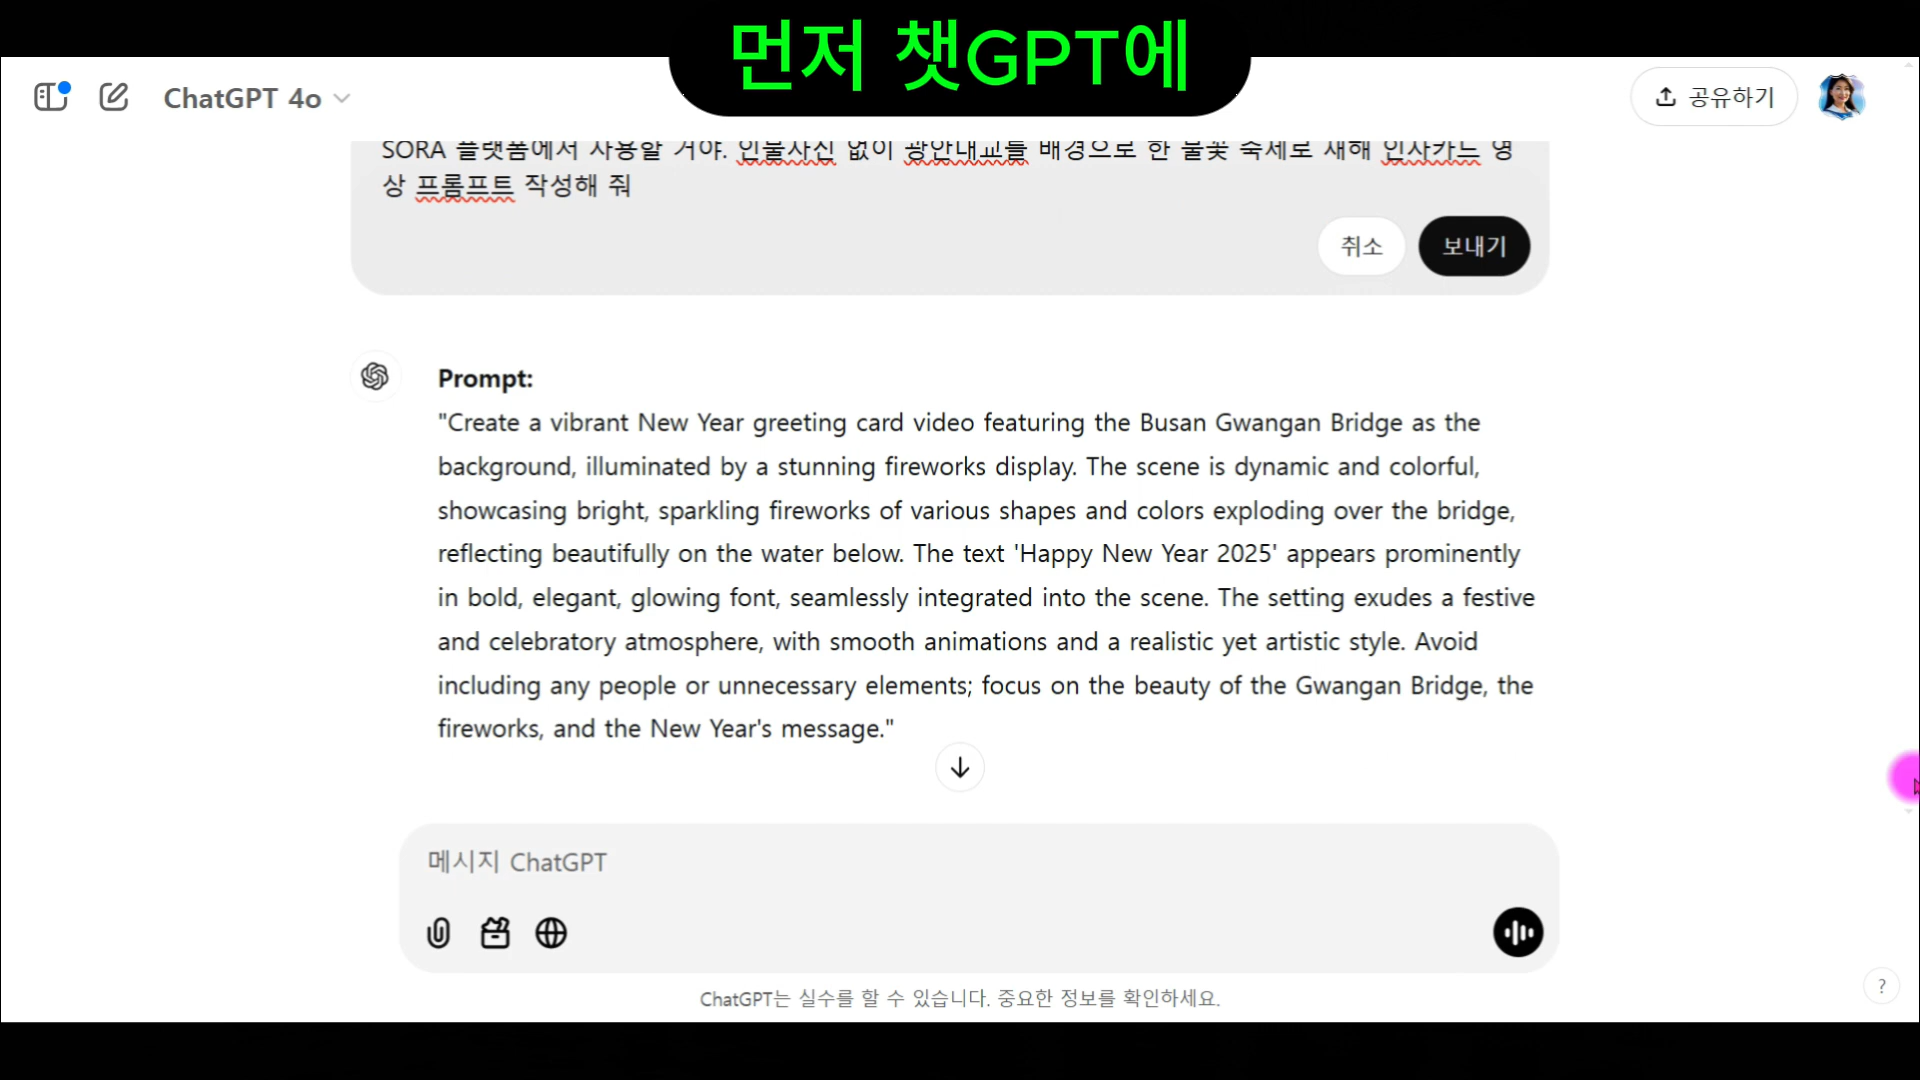 먼저 챗GPT에
ChatGPT 4o
공유하기
SORA 플랫폼에서 사용할 거야. 인물사진 없이 광안대교를 배경으로 한 불꽃 축제로 새해 인사카드 영
상 프롬프트 작성해 줘
취소
보내기
Prompt:
"Create a vibrant New Year greeting card video featuring the Busan Gwangan Bridge as the
background, illuminated by a stunning fireworks display. The scene is dynamic and colorful,
showcasing bright, sparkling fireworks of various shapes and colors exploding over the bridge,
reflecting beautifully on the water below. The text 'Happy New Year 2025' appears prominently
in bold, elegant, glowing font, seamlessly integrated into the scene. The setting exudes a festive
and celebratory atmosphere, with smooth animations and a realistic yet artistic style. Avoid
including any people or unnecessary elements; focus on the beauty of the Gwangan Bridge, the
fireworks, and the New Year's message."
메시지 ChatGPT
ChatGPT는 실수를 할 수 있습니다. 중요한 정보를 확인하세요.
?